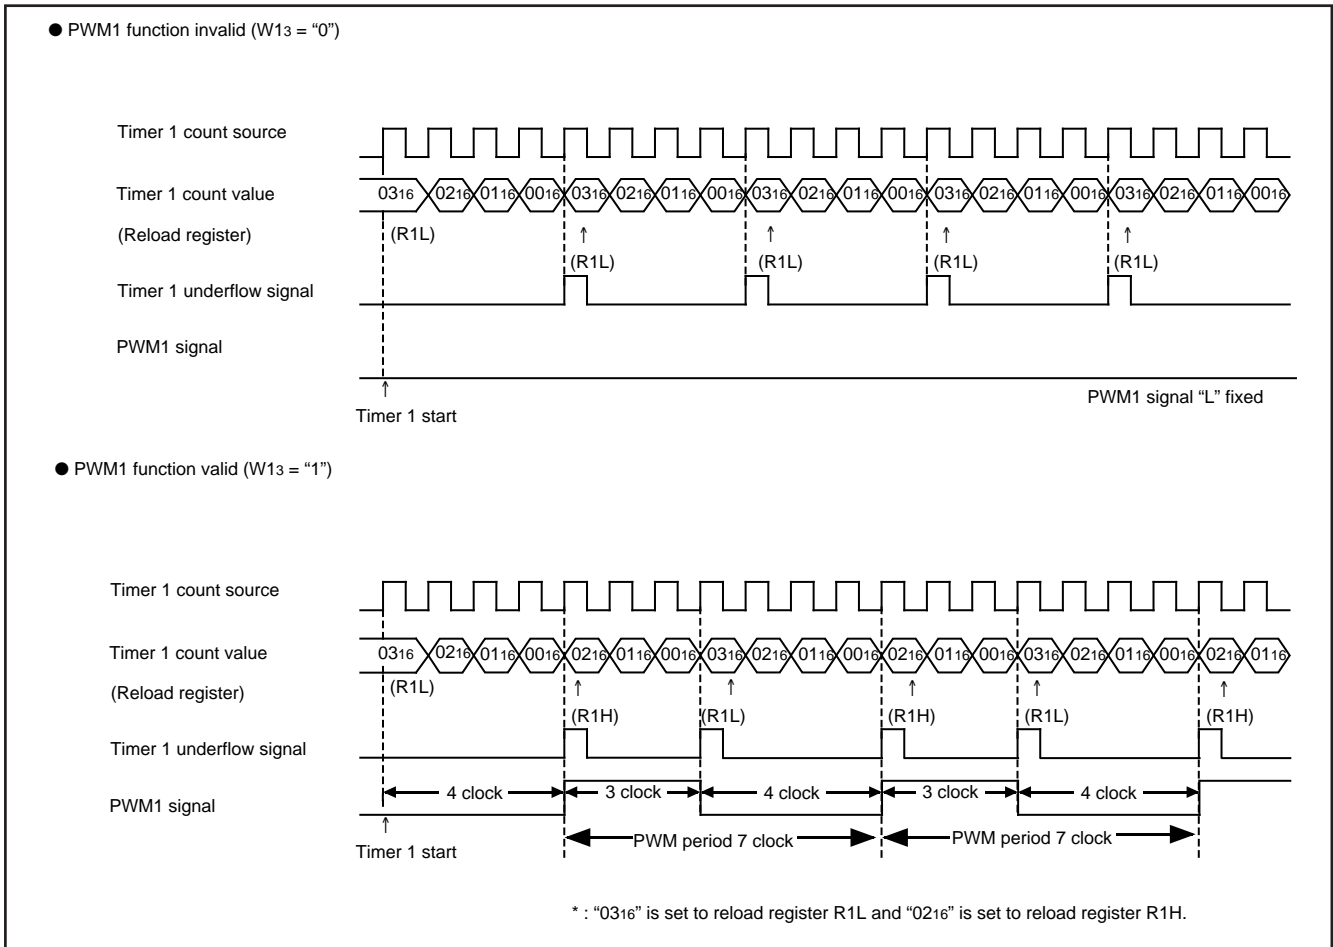 ● PWM1 function invalid (W13 = “0”)
Timer 1 count source
Timer 1 count value
0316 0216 0116 0016 0316 0216 0116 0016 0316 0216 0116 0016 0316 0216 0116 0016 0316 0216 0116 0016
(Reload register)
(R1L)
↑ ↑ ↑ ↑
(R1L) (R1L) (R1L) (R1L)
Timer 1 underflow signal
PWM1 signal
↑
PWM1 signal “L” fixed
Timer 1 start
● PWM1 function valid (W13 = “1”)
Timer 1 count source
Timer 1 count value
0316 0216 0116 0016 0216 0116 0016 0316 0216 0116 0016 0216 0116 0016 0316 0216 0116 0016 0216 0116
(Reload register)
(R1L)
↑ ↑ ↑ ↑ ↑
(R1H) (R1L) (R1H) (R1L) (R1H)
Timer 1 underflow signal
PWM1 signal
4 clock 3 clock 4 clock 3 clock 4 clock
↑
PWM period 7 clock PWM period 7 clock
Timer 1 start
* : “0316” is set to reload register R1L and “0216” is set to reload register R1H.